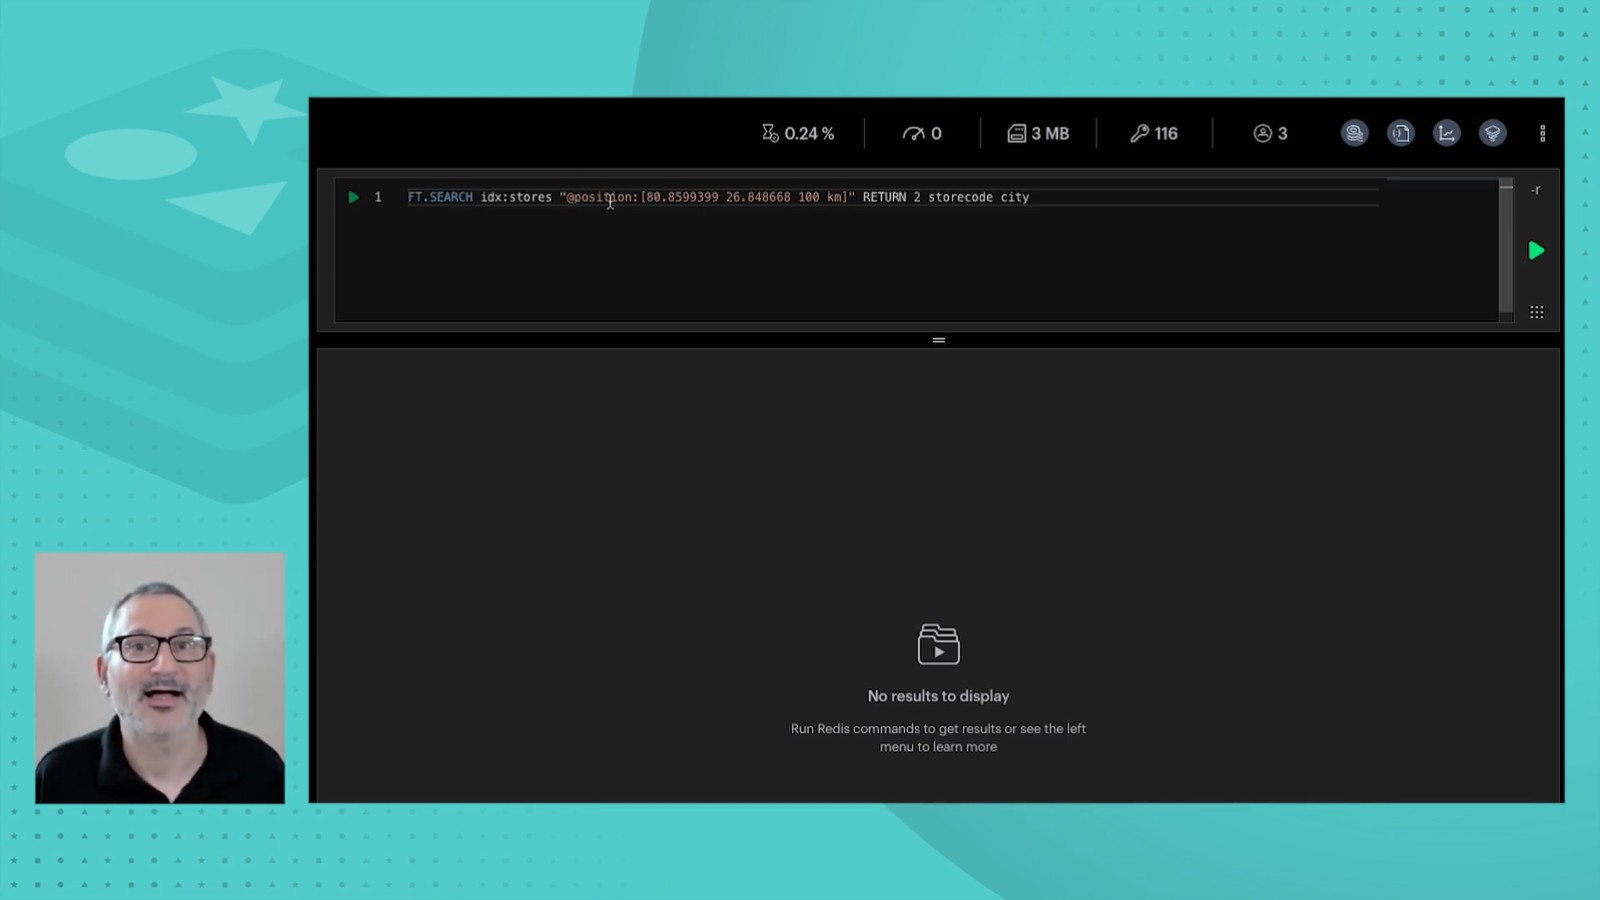 0.24 %
0
3 MB
116
3
1 FT.SEARCH idx:stores "@position:[80.8599399 26.848668 100 km]" RETURN 2 storecode city
-r
No results to display
Run Redis commands to get results or see the left
menu to learn more